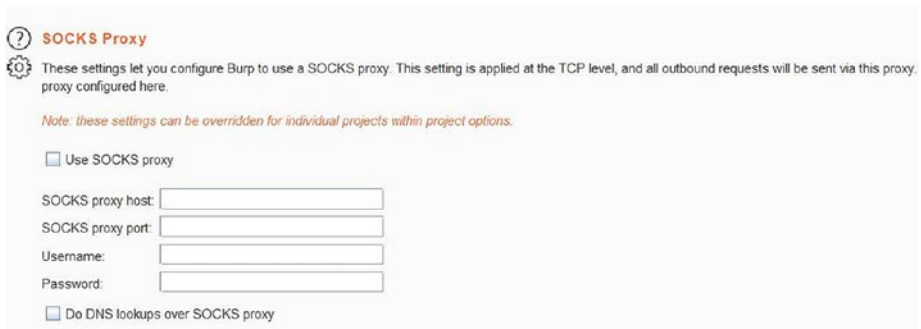 SOCKS Proxy
These settings let you configure Burp to use a SOCKS proxy. This setting is applied at the TCP level, and all outbound requests will be sent via this proxy.
proxy configured here.
Note: these settings can be overridden for individual projects within project options.
Use SOCKS proxy
SOCKS proxy host:
SOCKS proxy port:
Username:
Password:
Do DNS lookups over SOCKS proxy